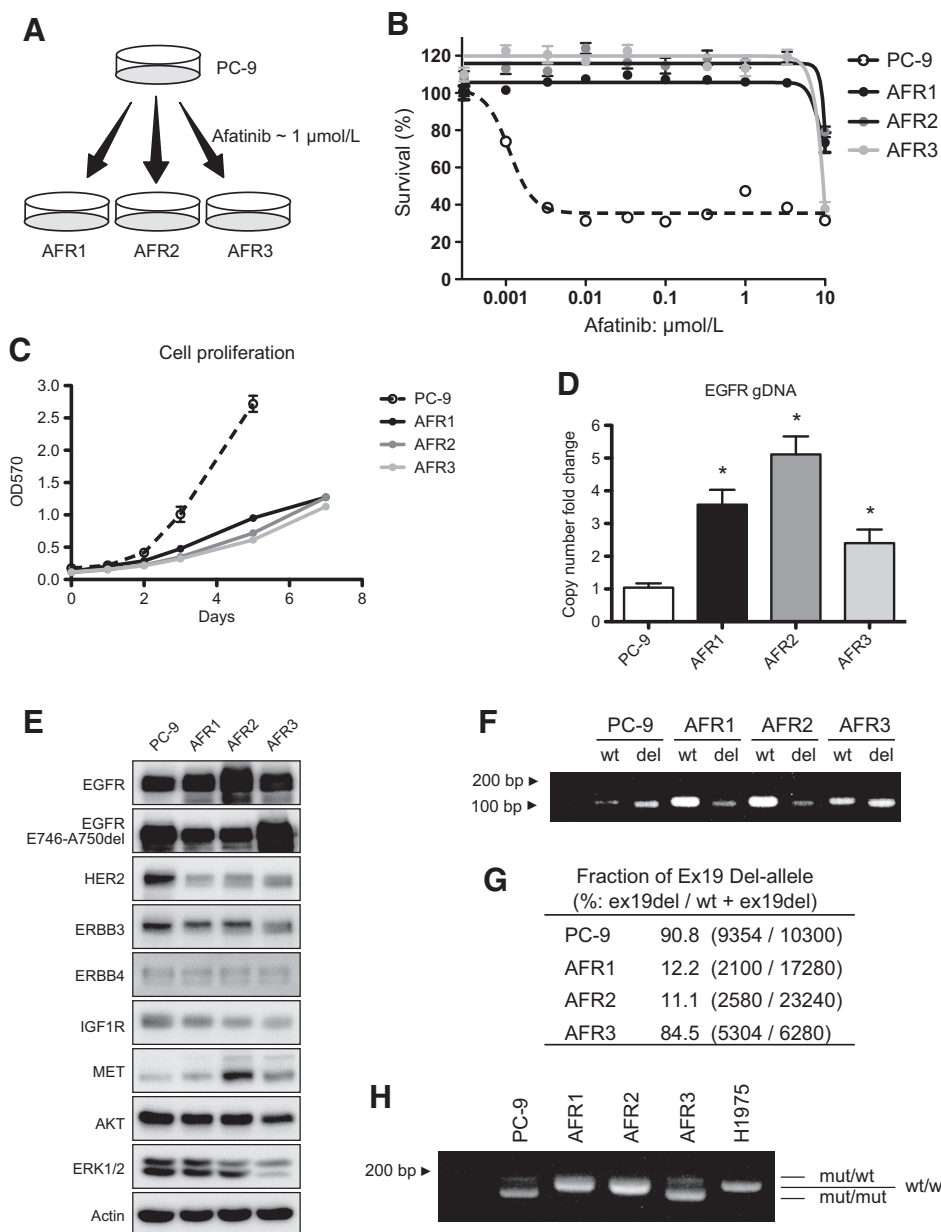 A
PC-9
Afatinib ~ 1 µmol/L
AFR1 AFR2 AFR3
B
120
100
80
60
40
20
0
Survival (%)
0.001 0.01 0.1 1 10
Afatinib: µmol/L
PC-9
AFR1
AFR2
AFR3
C
Cell proliferation
3.0
2.5
2.0
1.5
1.0
0.5
0.0
OD570
0 2 4 6 8
Days
PC-9
AFR1
AFR2
AFR3
D
EGFR gDNA
6
5
4
3
2
1
0
Copy number fold change
* * *
PC-9 AFR1 AFR2 AFR3
E
PC-9 AFR1 AFR2 AFR3
EGFR
EGFR
E746-A750del
HER2
ERBB3
ERBB4
IGF1R
MET
AKT
ERK1/2
Actin
F
PC-9 AFR1 AFR2 AFR3
wt del wt del wt del wt del
200 bp ►
100 bp ►
G
Fraction of Ex19 Del-allele
(%: ex19del / wt + ex19del)
PC-9 90.8 (9354 / 10300)
AFR1 12.2 (2100 / 17280)
AFR2 11.1 (2580 / 23240)
AFR3 84.5 (5304 / 6280)
H
PC-9 AFR1 AFR2 AFR3 H1975
200 bp ►
mut/wt
wt/w
mut/mut